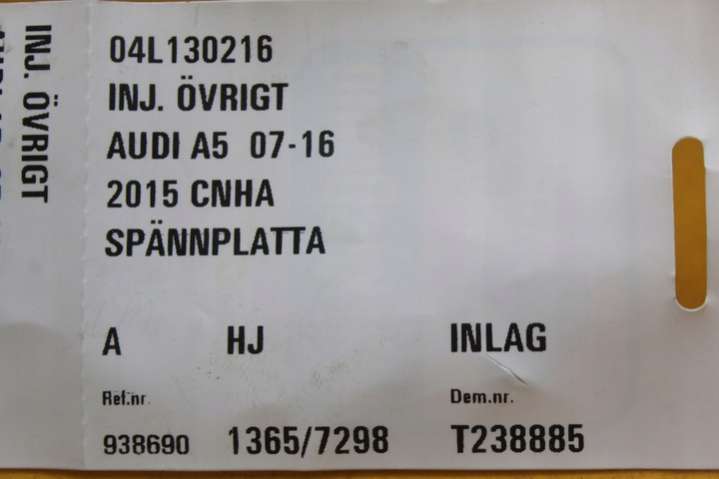 04L130216
INJ. ÖVRIGT
AUDI A5 07-16
2015 CNHA
SPÄNNPLATTA
A HJ INLAG
Ref.nr. Dem.nr.
938690 1365/7298 T238885
INJ. ÖVRIGT